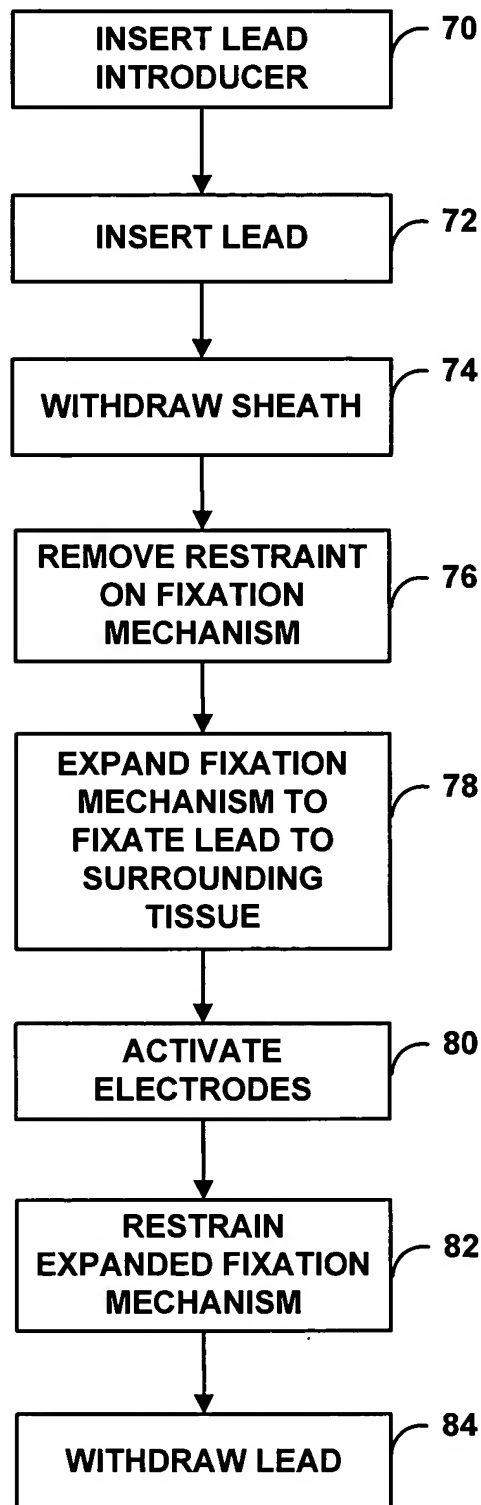 INSERT LEAD
INTRODUCER
70
INSERT LEAD
72
WITHDRAW SHEATH
74
REMOVE RESTRAINT
ON FIXATION
MECHANISM
76
EXPAND FIXATION
MECHANISM TO
FIXATE LEAD TO
SURROUNDING
TISSUE
78
ACTIVATE
ELECTRODES
80
RESTRAIN
EXPANDED FIXATION
MECHANISM
82
WITHDRAW LEAD
84